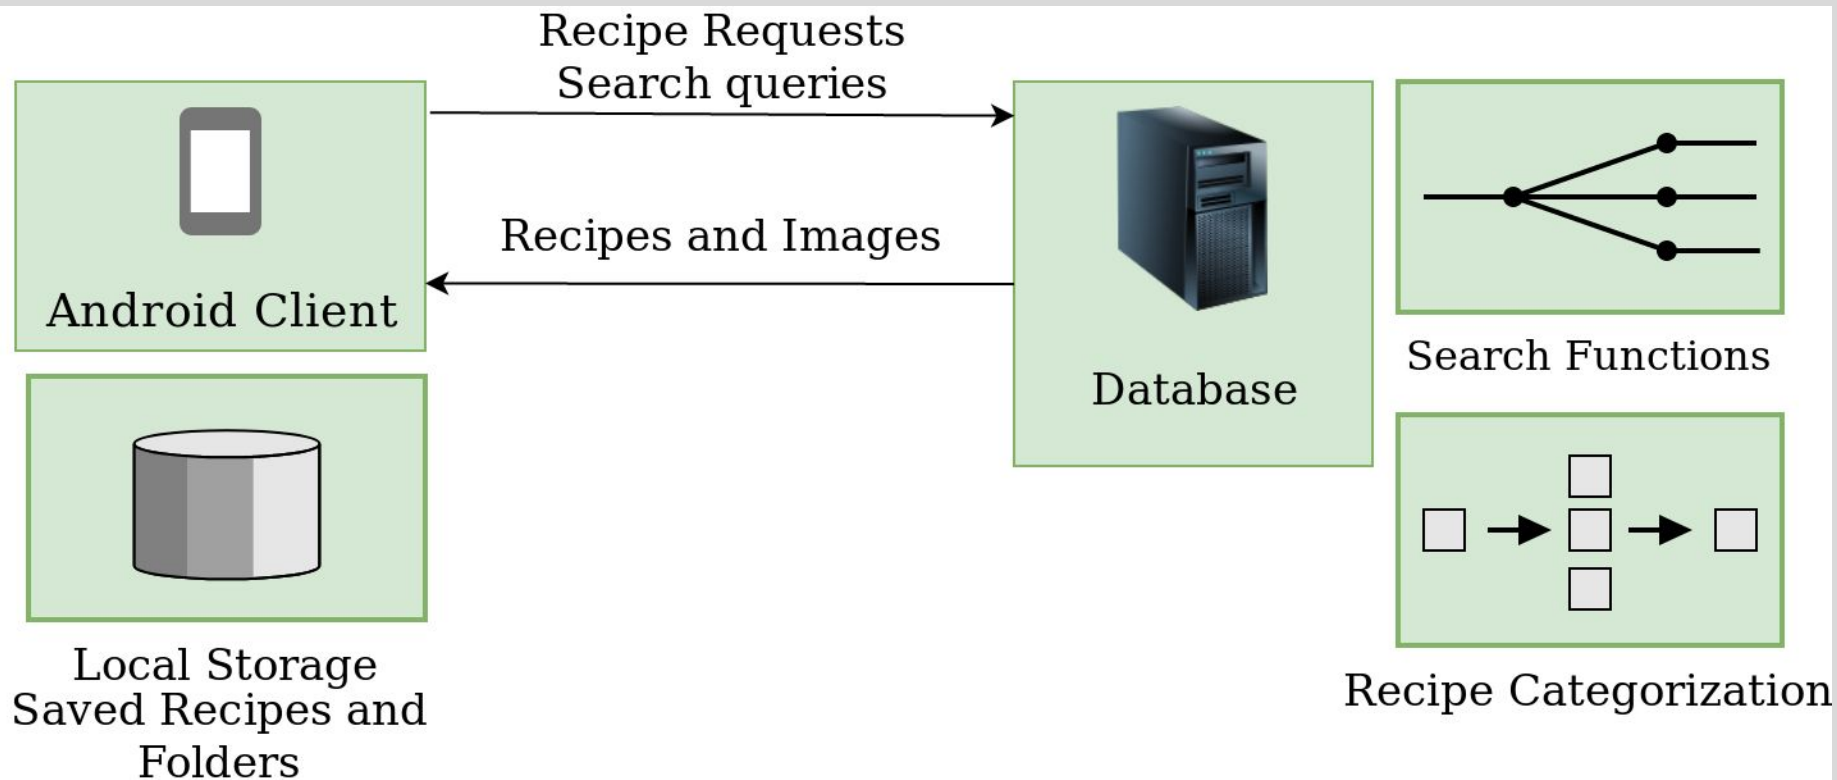 Recipe Requests
Search queries
Recipes and Images
Android Client
Database
Search Functions
Local Storage
Saved Recipes and
Folders
Recipe Categorization